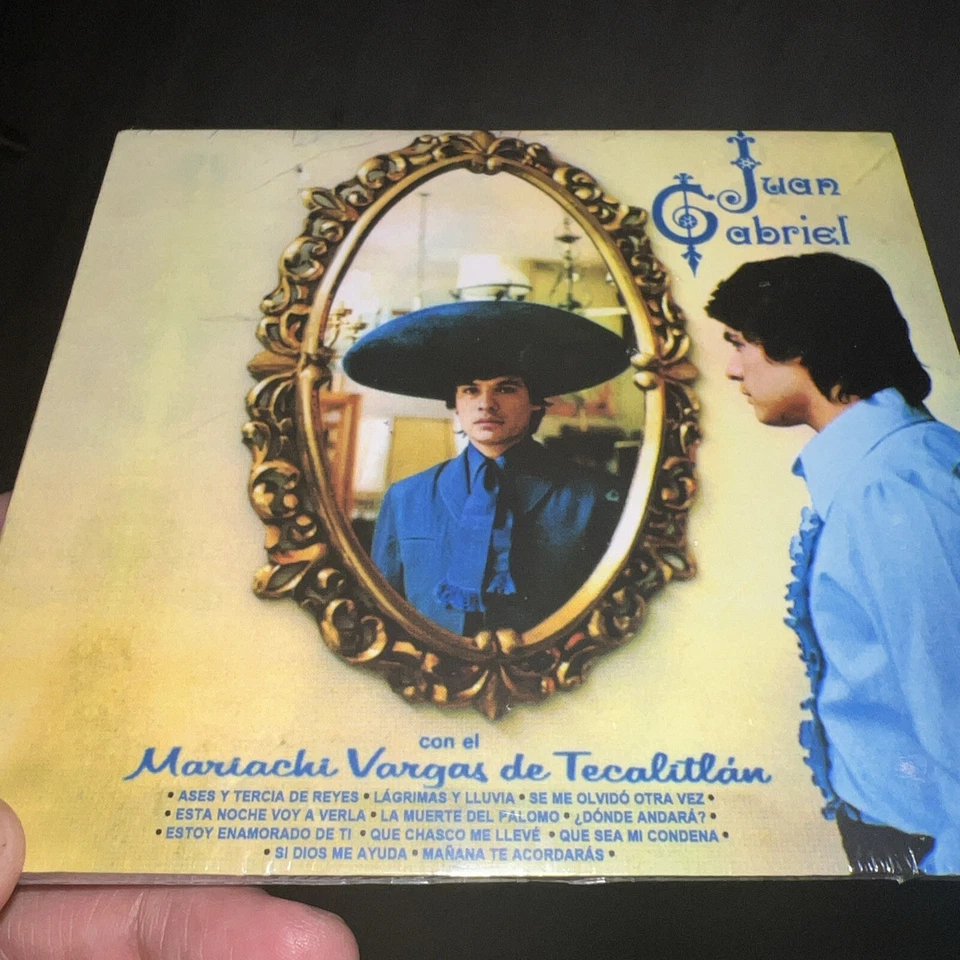 Juan
Gabriel
con el
Mariachi Vargas de Tecalitlán
• ASES Y TERCIA DE REYES • LÁGRIMAS Y LLUVIA • SE ME OLVIDÓ OTRA VEZ •
• ESTA NOCHE VOY A VERLA • LA MUERTE DEL PALOMO • ¿DÓNDE ANDARÁ? •
• ESTOY ENAMORADO DE TI • QUE CHASCO ME LLEVÉ • QUE SEA MI CONDENA •
• SI DIOS ME AYUDA • MAÑANA TE ACORDARÁS •